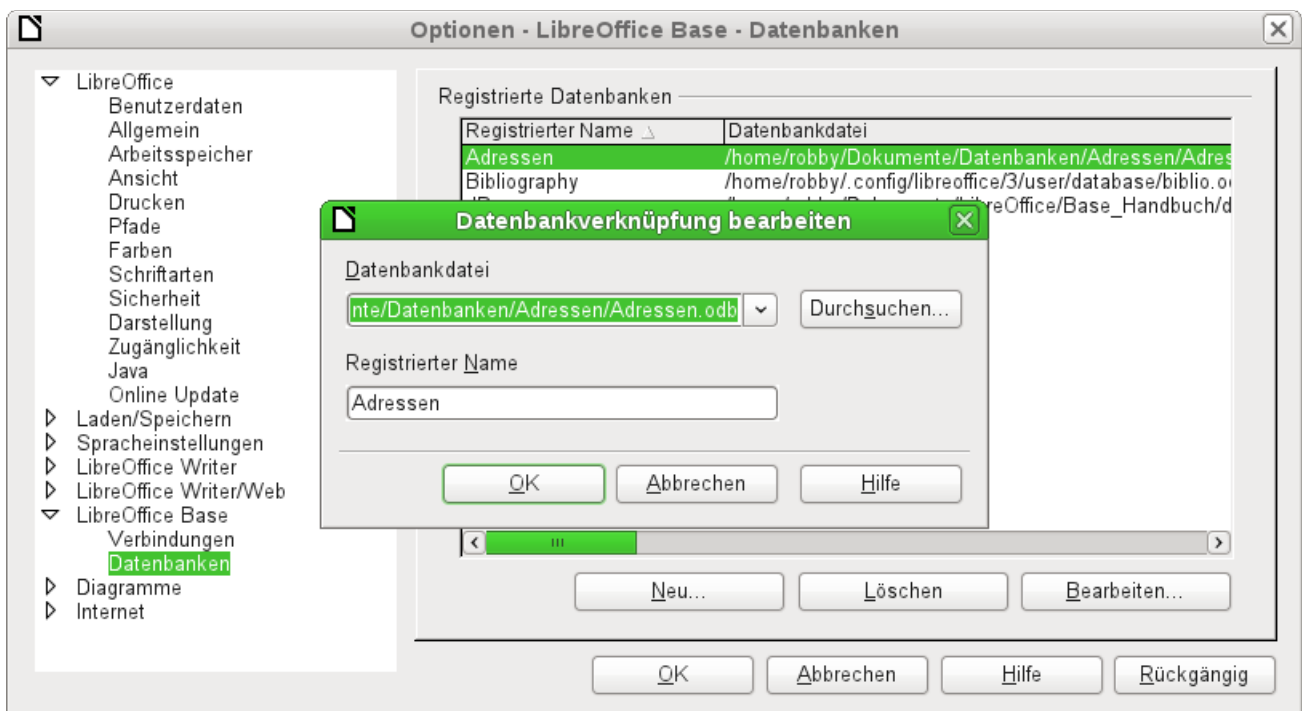 Optionen - LibreOffice Base - Datenbanken
LibreOffice
Benutzerdaten
Allgemein
Arbeitsspeicher
Ansicht
Drucken
Pfade
Farben
Schriftarten
Sicherheit
Darstellung
Zugänglichkeit
Java
Online Update
Laden/Speichern
Spracheinstellungen
LibreOffice Writer
LibreOffice Writer/Web
LibreOffice Base
Verbindungen
Datenbanken
Diagramme
Internet
Registrierte Datenbanken
Registrierter Name Datenbankdatei
Adressen /home/robby/Dokumente/Datenbanken/Adressen/Adres
Bibliography /home/robby/.config/libreoffice/3/user/database/biblio.o
reOffice/Base_Handbuch/d
Datenbankverknüpfung bearbeiten
Datenbankdatei
nte/Datenbanken/Adressen/Adressen.odb Durchsuchen...
Registrierter Name
Adressen
OK Abbrechen Hilfe
Neu... Löschen Bearbeiten...
OK Abbrechen Hilfe Rückgängig